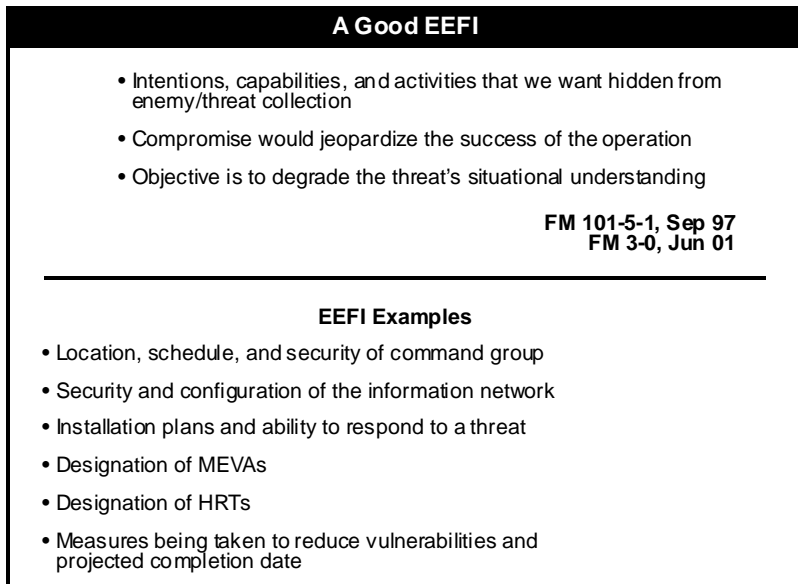 A Good EEFI
• Intentions, capabilities, and activities that we want hidden from
enemy/threat collection
• Compromise would jeopardize the success of the operation
• Objective is to degrade the threat's situational understanding
FM 101-5-1, Sep 97
FM 3-0, Jun 01
EEFI Examples
• Location, schedule, and security of command group
• Security and configuration of the information network
• Installation plans and ability to respond to a threat
• Designation of MEVAs
• Designation of HRTs
• Measures being taken to reduce vulnerabilities and
projected completion date